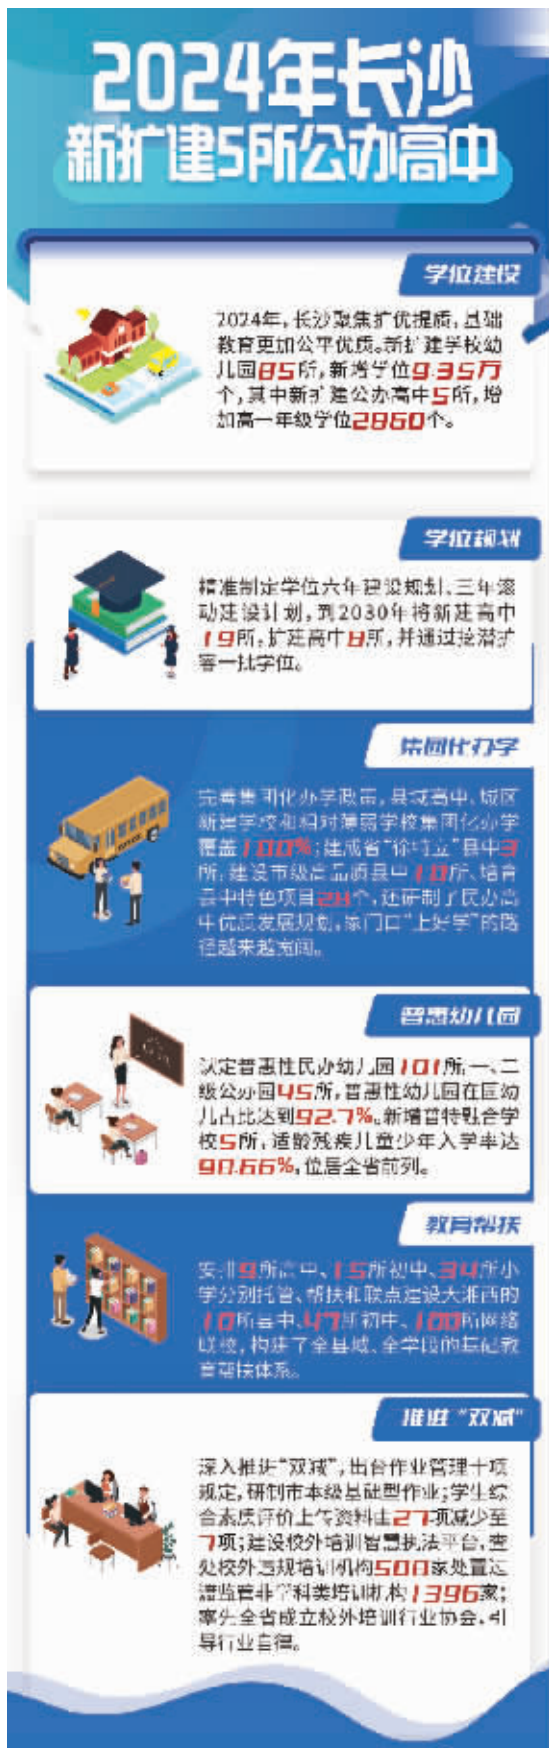 2024年长沙
新扩建5所公办高中
学位建设
2024年，长沙聚焦扩优提质，基础
教育更加公平优质。新扩建学校幼
儿园85所，新增学位9.35万
个，其中新扩建公办高中5所，增
加高一年级学位2860个。
学位规划
精准制定学位六年建设规划、三年滚
动建设计划，到2030年将新建高中
19所，扩建高中8所，并通过挖潜扩
容一批学位。
集团化办学
完善集团化办学政策，县域高中、城区
新建学校和相对薄弱学校集团化办学
覆盖100%；建成省“徐特立”县中3
所，建设市级高品质县中10所、培育
县中特色项目28个，还研制了民办高
中优质发展规划，家门口“上好学”的路
径越来越宽阔。
普惠幼儿园
认定普惠性民办幼儿园101所，一、二
级公办园45所，普惠性幼儿园在园幼
儿占比达到92.7%。新增普特融合学
校5所，适龄残疾儿童少年入学率达
98.66%，位居全省前列。
教育帮扶
安排9所高中、15所初中、34所小
学分别托管、帮扶和联点建设大湘西的
10所县中、47所初中、100所网络
联校，构建了全县域、全学段的基础教
育帮扶体系。
推进“双减”
深入推进“双减”，出台作业管理十项
规定，研制市本级基础型作业；学生综
合素质评价上传资料由27项减少至
7项；建设校外培训智慧执法平台，查
处校外违规培训机构500家处置过
渡监管非学科类培训机构1396家；
率先全省成立校外培训行业协会，引
导行业自律。